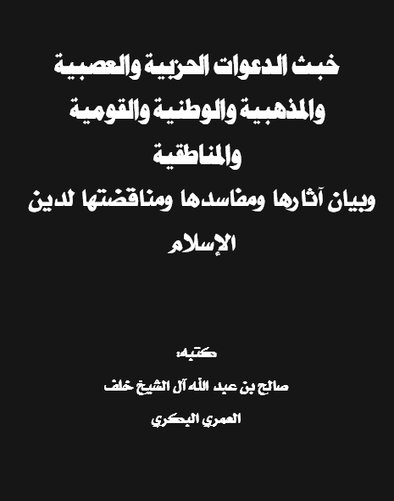 خبث الدعوات الحزبية والعصبية
والمذهبية والوطنية والقومية
والمناطقية
وبيان آثارها ومفاسدها ومناقضتها لدين
الإسلام
كتبه:
صالح بن عبد الله آل الشيخ خلف
العمري البكري